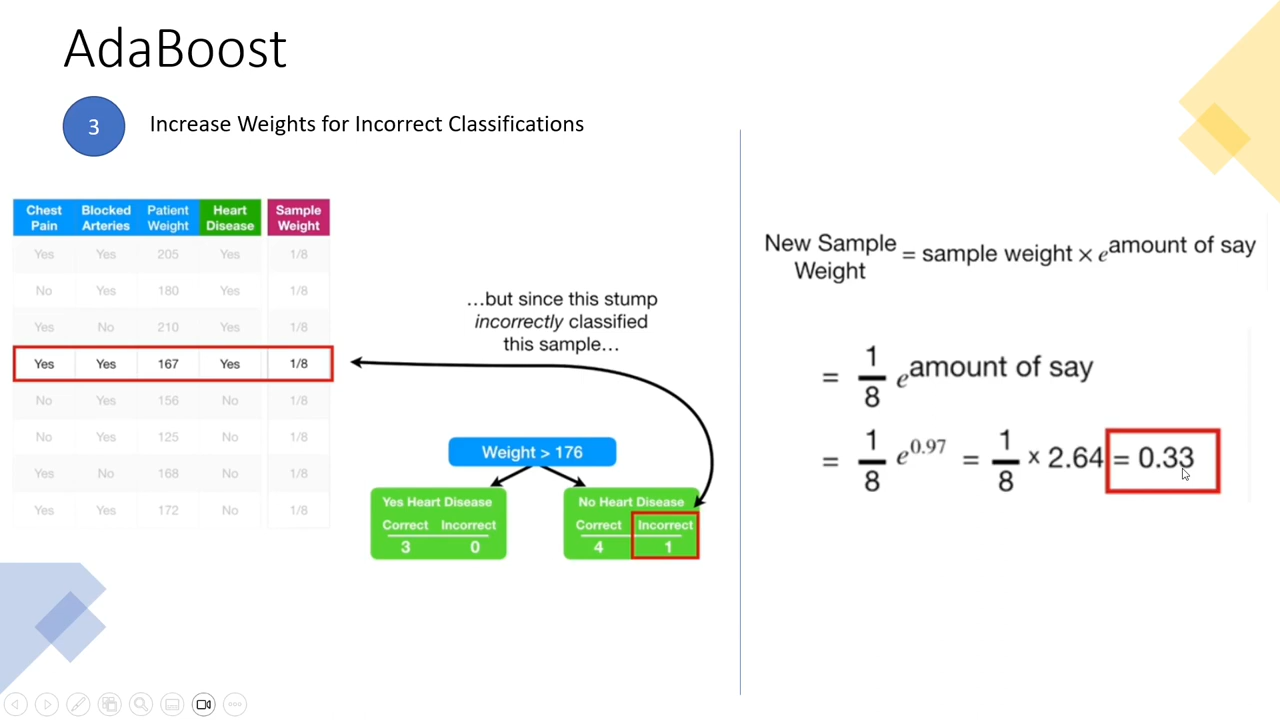 AdaBoost
3
Increase Weights for Incorrect Classifications
Chest Pain Blocked Arteries Patient Weight Heart Disease Sample Weight
Yes Yes 205 Yes 1/8
No Yes 180 Yes 1/8
Yes No 210 Yes 1/8
Yes Yes 167 Yes 1/8
No Yes 156 No 1/8
No Yes 125 No 1/8
Yes No 168 No 1/8
Yes Yes 172 No 1/8
...but since this stump
incorrectly classified
this sample...
Weight > 176
Yes Heart Disease
Correct Incorrect
3 0
No Heart Disease
Correct Incorrect
4 1
New Sample Weight = sample weight × e^amount of say
= 1/8 e^amount of say
= 1/8 e^0.97 = 1/8 × 2.64 = 0.33